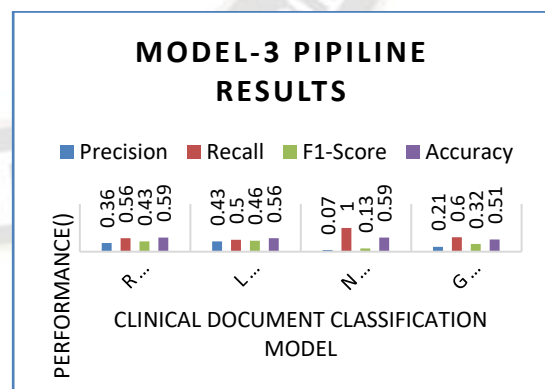 MODEL-3 PIPILINE
RESULTS
Precision Recall F1-Score Accuracy
0.36 0.56 0.43 0.59 0.43 0.5 0.46 0.56 0.07 1 0.13 0.59 0.21 0.6 0.32 0.51
PERFORMANCE()
R... L... N... G...
CLINICAL DOCUMENT CLASSIFICATION
MODEL